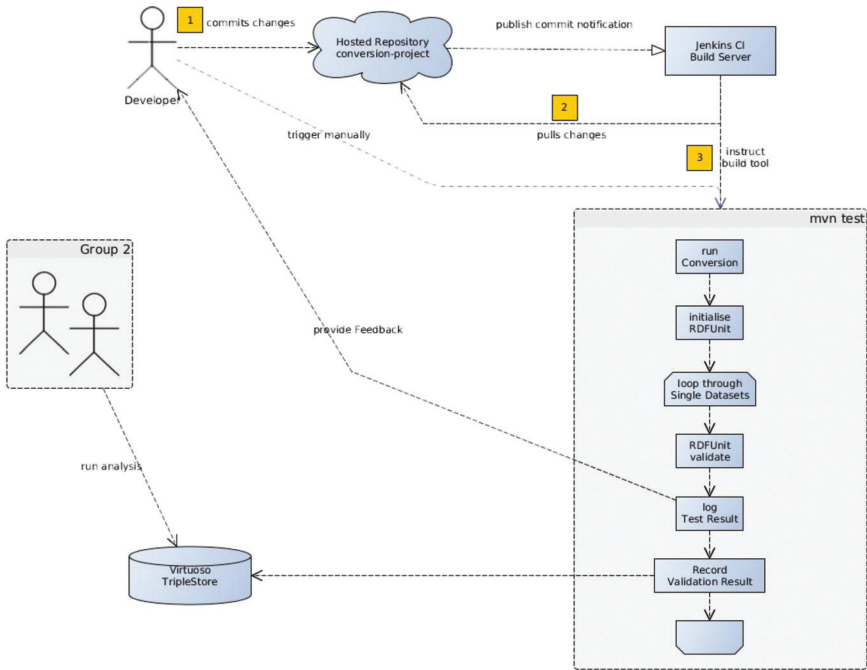 1
commits changes
Developer
Hosted Repository
conversion-project
publish commit notification
Jenkins CI
Build Server
2
pulls changes
trigger manually
3
instruct
build tool
mvn test
Group 2
run
Conversion
initialise
RDFUnit
provide Feedback
loop through
Single Datasets
RDFUnit
validate
run analysis
log
Test Result
Virtuoso
TripleStore
Record
Validation Result